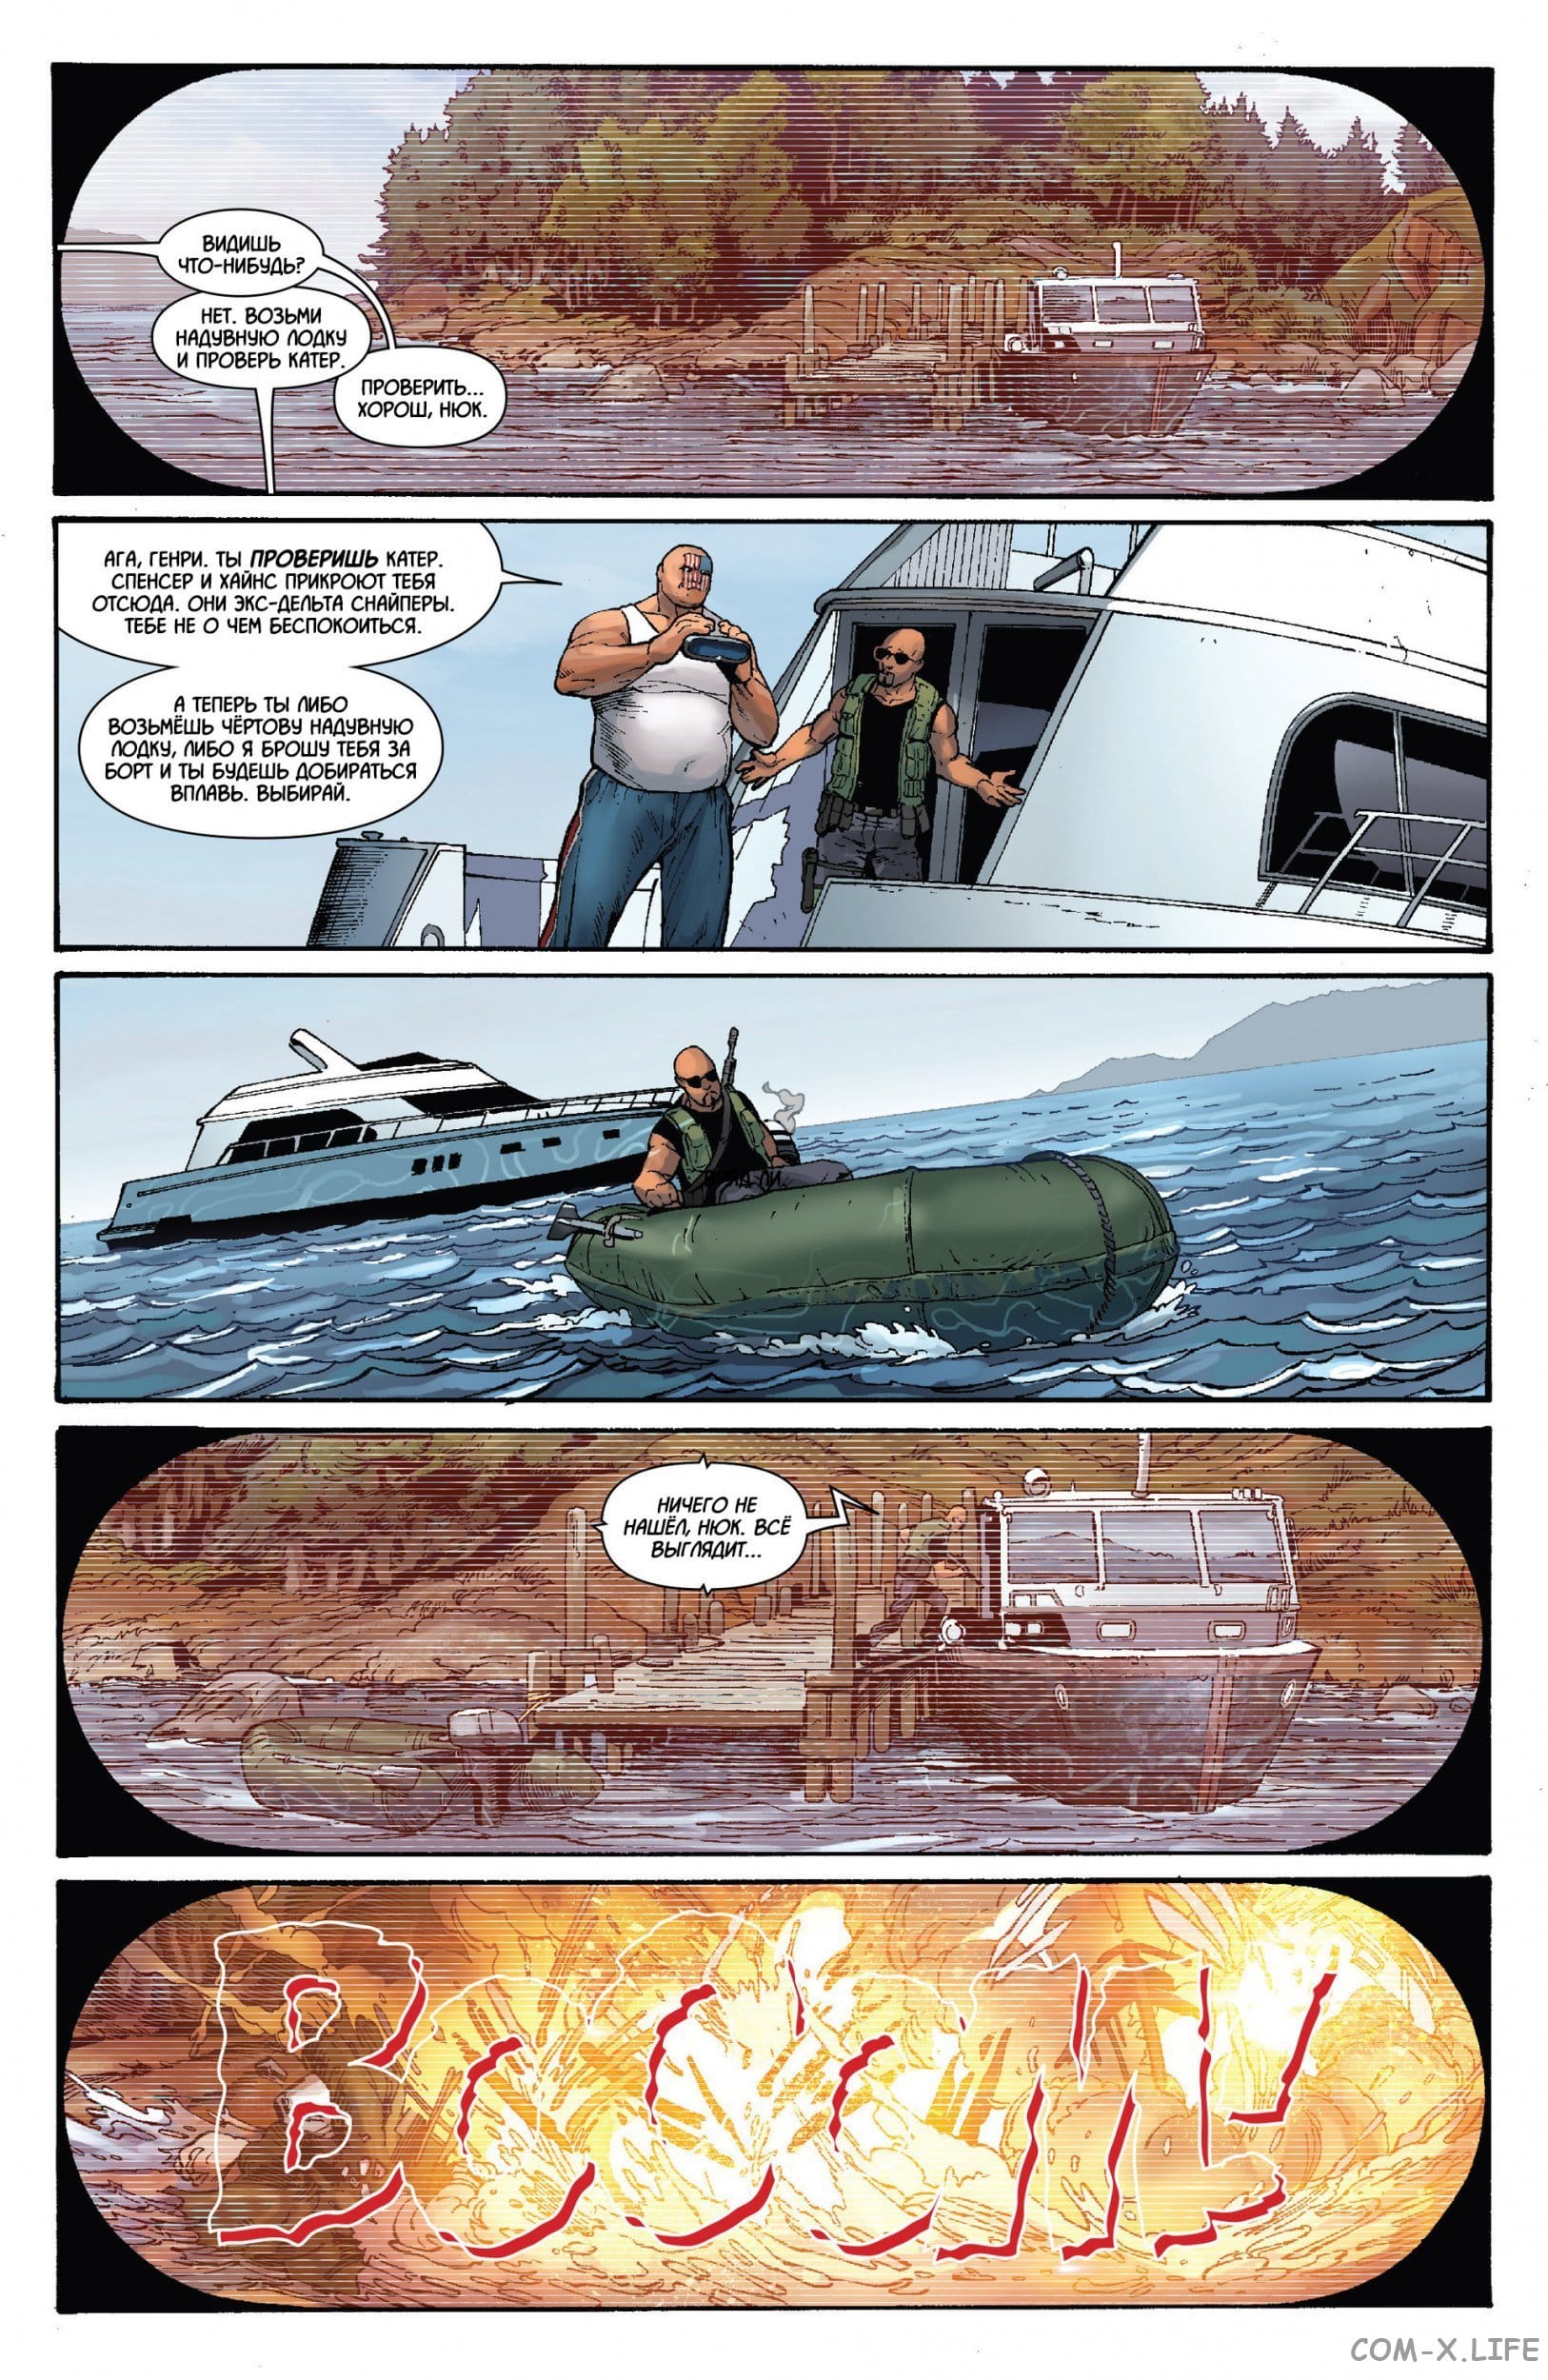 ВИДИШЬ
ЧТО-НИБУДЬ?
НЕТ. ВОЗЬМИ
НАДУВНУЮ ЛОДКУ
И ПРОВЕРЬ КАТЕР.
ПРОВЕРИТЬ...
ХОРОШ, НЮК.
АГА, ГЕНРИ. ТЫ ПРОВЕРИШЬ КАТЕР.
СПЕНСЕР И ХАЙНС ПРИКРОЮТ ТЕБЯ
ОТСЮДА. ОНИ ЭКС-ДЕЛЬТА СНАЙПЕРЫ.
ТЕБЕ НЕ О ЧЕМ БЕСПОКОИТЬСЯ.
А ТЕПЕРЬ ТЫ ЛИБО
ВОЗЬМЁШЬ ЧЁРТОВУ НАДУВНУЮ
ЛОДКУ, ЛИБО Я БРОШУ ТЕБЯ ЗА
БОРТ И ТЫ БУДЕШЬ ДОБИРАТЬСЯ
ВПЛАВЬ. ВЫБИРАЙ.
ЛИ.
НИЧЕГО НЕ
НАШЁЛ, НЮК. ВСЁ
ВЫГЛЯДИТ...
BOOOM!
COM-X.LIFE